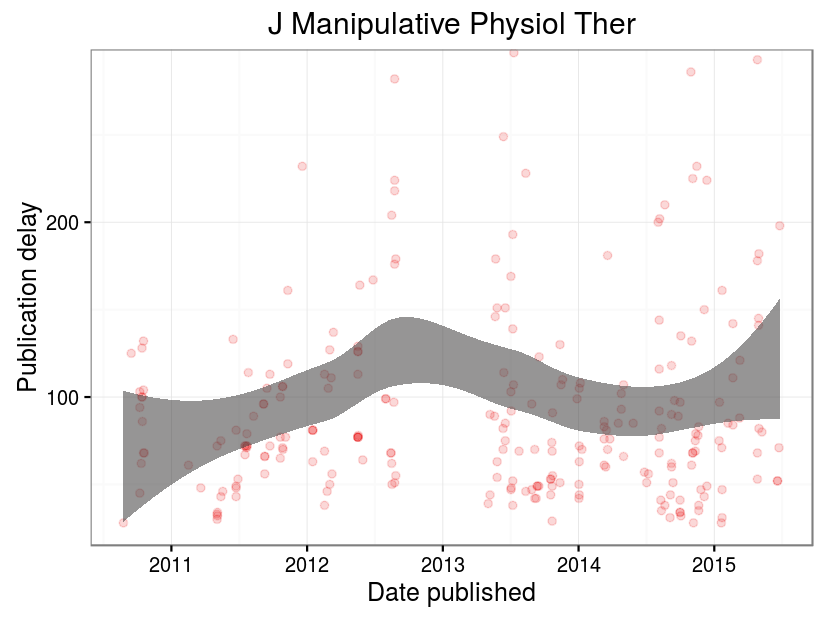 J Manipulative Physiol Ther
Publication delay
200
100
2011 2012 2013 2014 2015
Date published